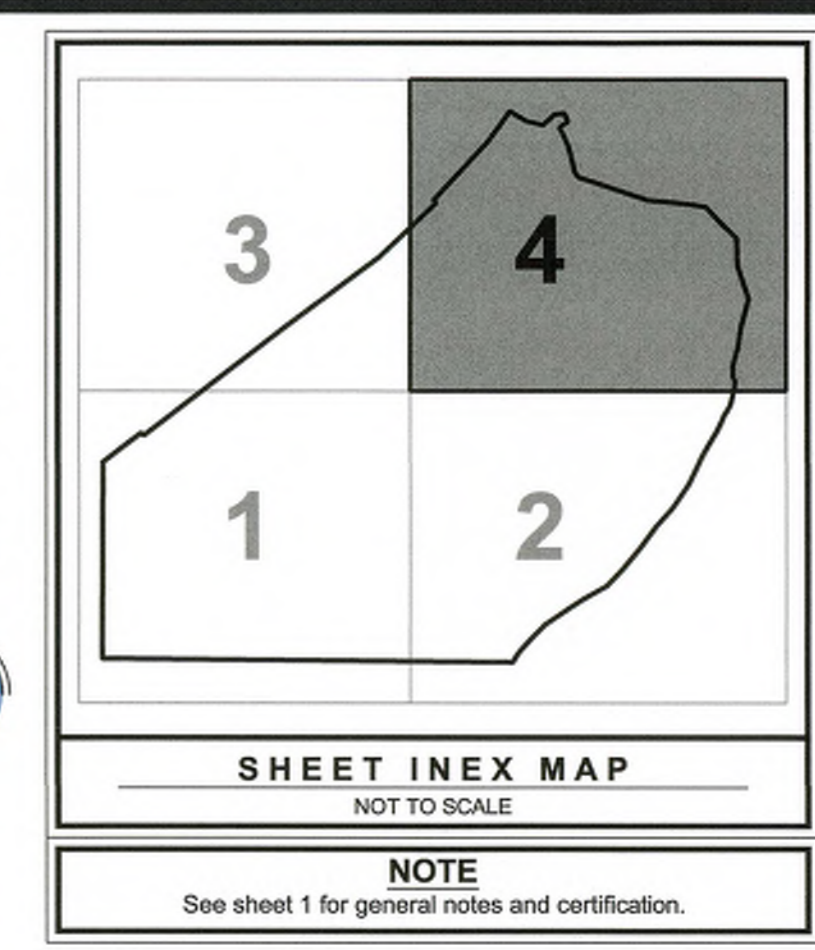 3
4
1
2
SHEET INEX MAP
NOT TO SCALE
NOTE
See sheet 1 for general notes and certification.